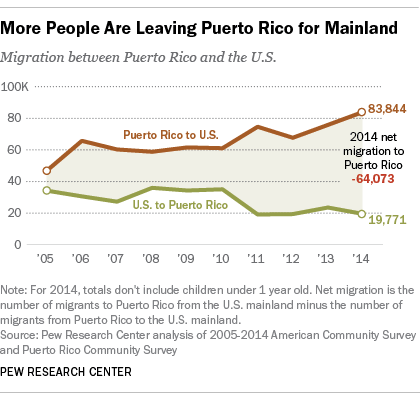 More People Are Leaving Puerto Rico for Mainland
Migration between Puerto Rico and the U.S.
100K
80
60
40
20
0
Puerto Rico to U.S.
83,844
2014 net
migration to
Puerto Rico
-64,073
U.S. to Puerto Rico
19,771
'05 '06 '07 '08 '09 '10 '11 '12 '13 '14
Note: For 2014, totals don't include children under 1 year old. Net migration is the
number of migrants to Puerto Rico from the U.S. mainland minus the number of
migrants from Puerto Rico to the U.S. mainland.
Source: Pew Research Center analysis of 2005-2014 American Community Survey
and Puerto Rico Community Survey
PEW RESEARCH CENTER